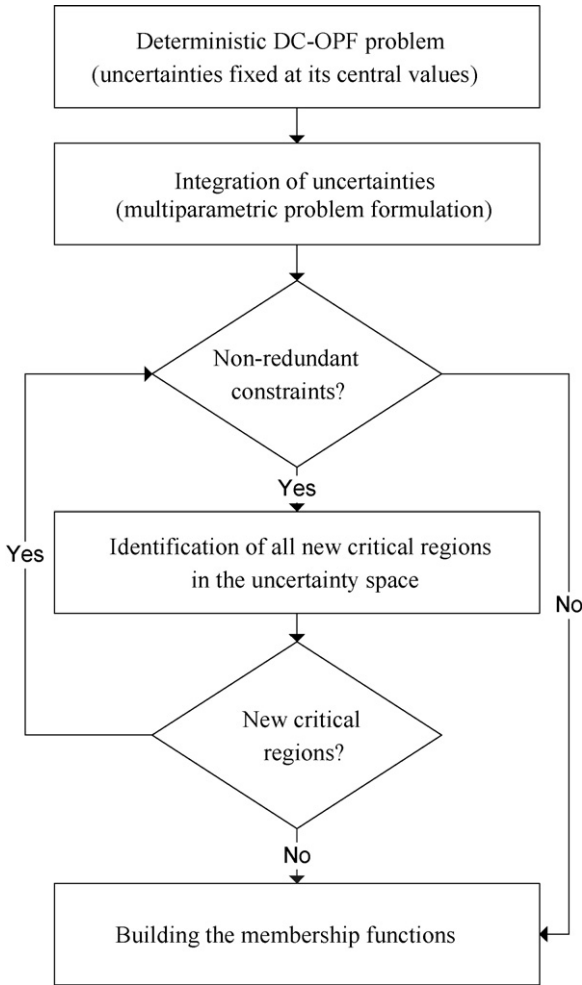 Deterministic DC-OPF problem
(uncertainties fixed at its central values)
Integration of uncertainties
(multiparametric problem formulation)
Non-redundant
constraints?
Yes
Identification of all new critical regions
in the uncertainty space
Yes
No
New critical
regions?
No
Building the membership functions